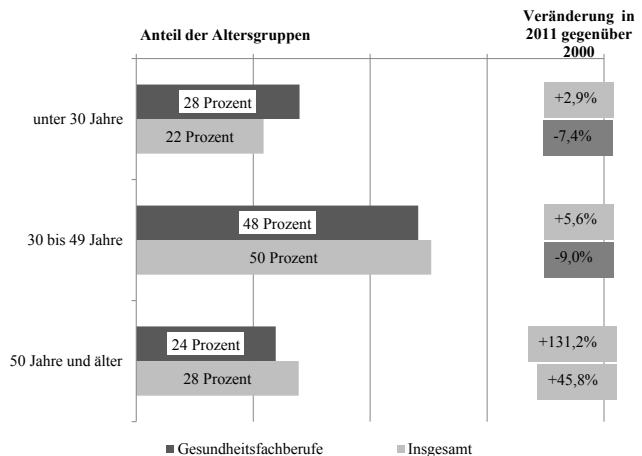 Anteil der Altersgruppen
Veränderung in
2011 gegenüber
2000
unter 30 Jahre
28 Prozent
+2,9%
22 Prozent
-7,4%
30 bis 49 Jahre
48 Prozent
+5,6%
50 Prozent
-9,0%
50 Jahre und älter
24 Prozent
+131,2%
28 Prozent
+45,8%
Gesundheitsfachberufe
Insgesamt